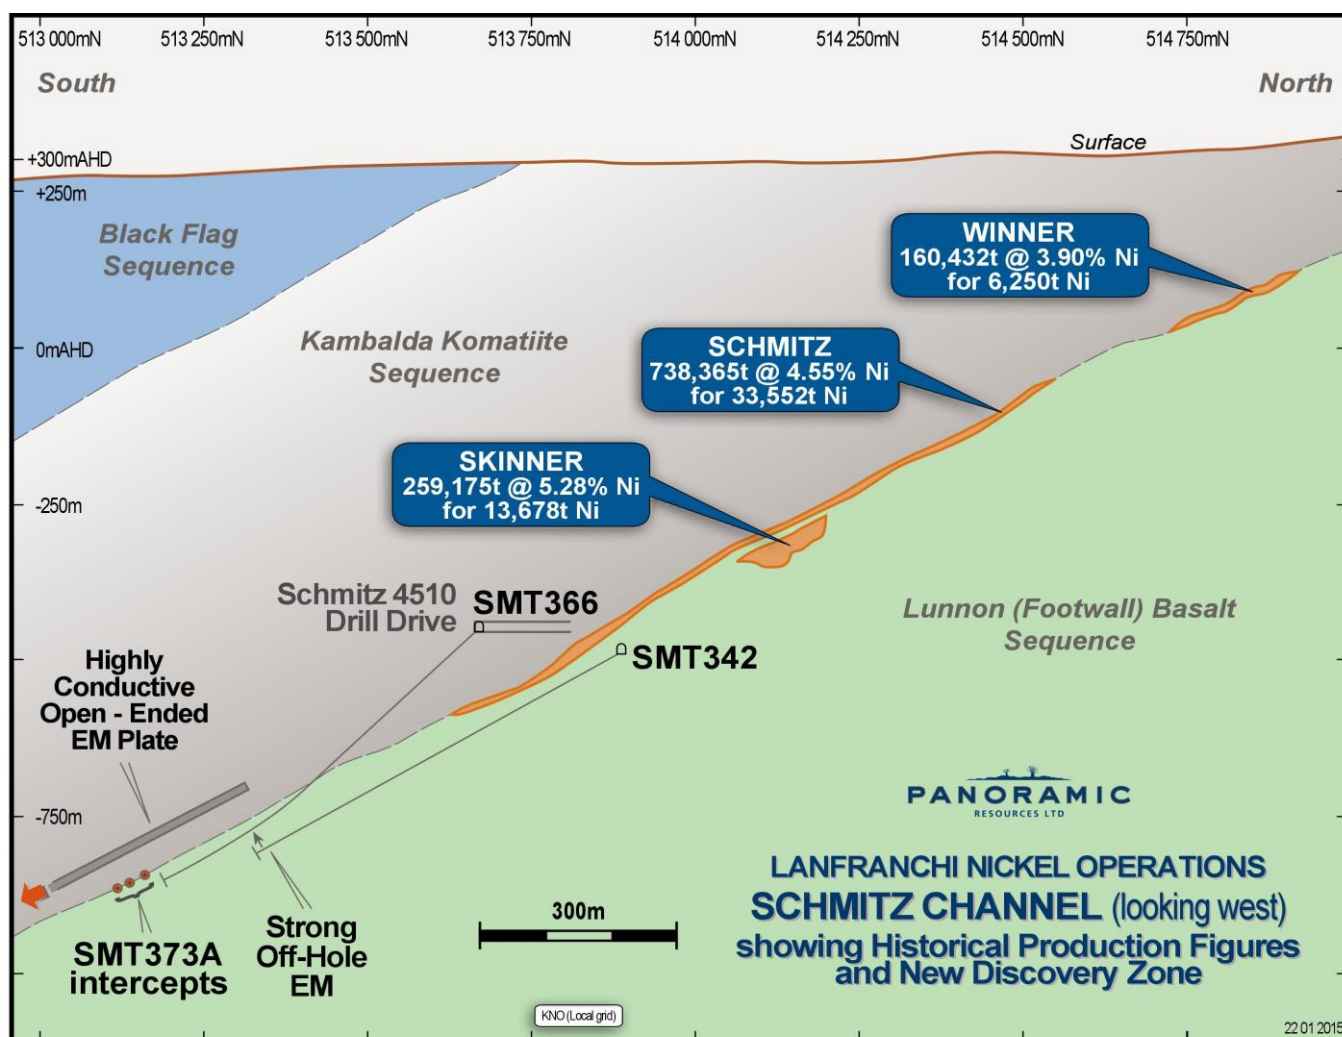 513 000mN 513 250mN 513 500mN 513 750mN 514 000mN 514 250mN 514 500mN 514 750mN
South
North
Surface
+300mAHD
+250m
Black Flag
Sequence
WINNER
160,432t @ 3.90% Ni
for 6,250t Ni
0mAHD
Kambalda Komatiite
Sequence
SCHMITZ
738,365t @ 4.55% Ni
for 33,552t Ni
SKINNER
259,175t @ 5.28% Ni
for 13,678t Ni
-250m
Schmitz 4510
Drill Drive
SMT366
SMT342
Lunnon (Footwall) Basalt
Sequence
Highly
Conductive
Open - Ended
EM Plate
-750m
PANORAMIC
RESOURCES LTD
LANFRANCHI NICKEL OPERATIONS
SCHMITZ CHANNEL (looking west)
showing Historical Production Figures
and New Discovery Zone
300m
SMT373A
intercepts
Strong
Off-Hole
EM
KNO (Local grid)
22 01 2015